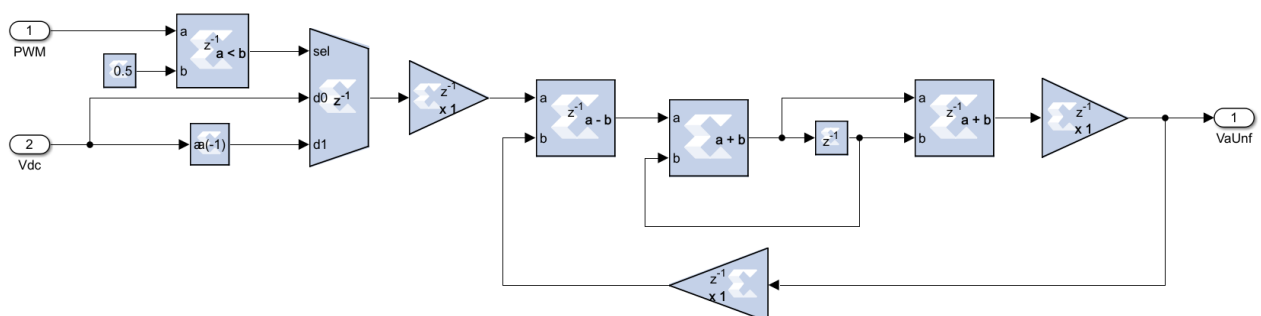 1
PWM
a
b
z-1
a < b
0.5
2
Vdc
a(-1)
sel
d0
d1
z-1
z-1
x 1
a
b
z-1
a - b
a
b
a + b
z-1
a
b
z-1
a + b
z-1
x 1
1
VaUnf
z-1
x 1